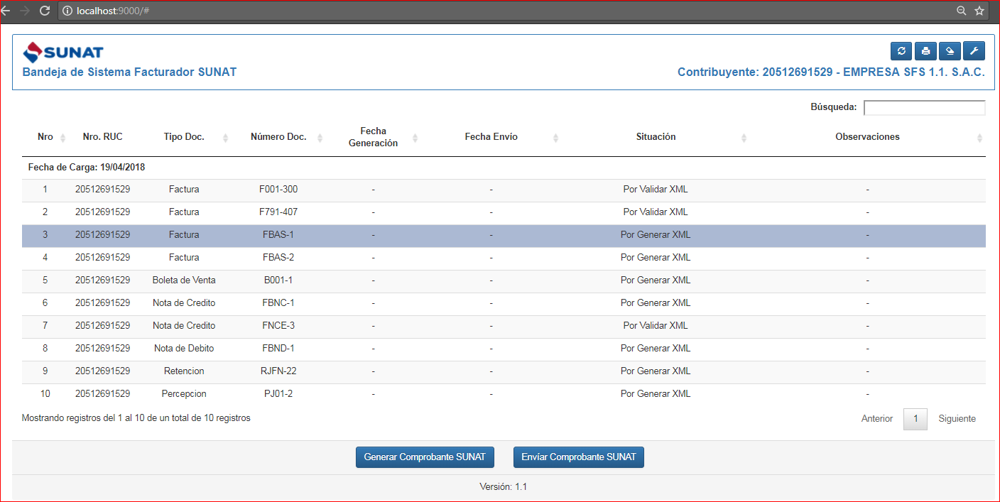 localhost:9000/#
SUNAT
Bandeja de Sistema Facturador SUNAT
Contribuyente: 20512691529 - EMPRESA SFS 1.1. S.A.C.
Búsqueda:
Nro Nro. RUC Tipo Doc. Número Doc. Fecha Generación Fecha Envío Situación Observaciones
Fecha de Carga: 19/04/2018
1 20512691529 Factura F001-300 - - Por Validar XML -
2 20512691529 Factura F791-407 - - Por Validar XML -
3 20512691529 Factura FBAS-1 - - Por Generar XML -
4 20512691529 Factura FBAS-2 - - Por Generar XML -
5 20512691529 Boleta de Venta B001-1 - - Por Generar XML -
6 20512691529 Nota de Credito FBNC-1 - - Por Generar XML -
7 20512691529 Nota de Credito FNCE-3 - - Por Validar XML -
8 20512691529 Nota de Debito FBND-1 - - Por Generar XML -
9 20512691529 Retencion RJFN-22 - - Por Generar XML -
10 20512691529 Percepcion PJ01-2 - - Por Generar XML -
Mostrando registros del 1 al 10 de un total de 10 registros
Anterior 1 Siguiente
Generar Comprobante SUNAT Envíar Comprobante SUNAT
Versión: 1.1